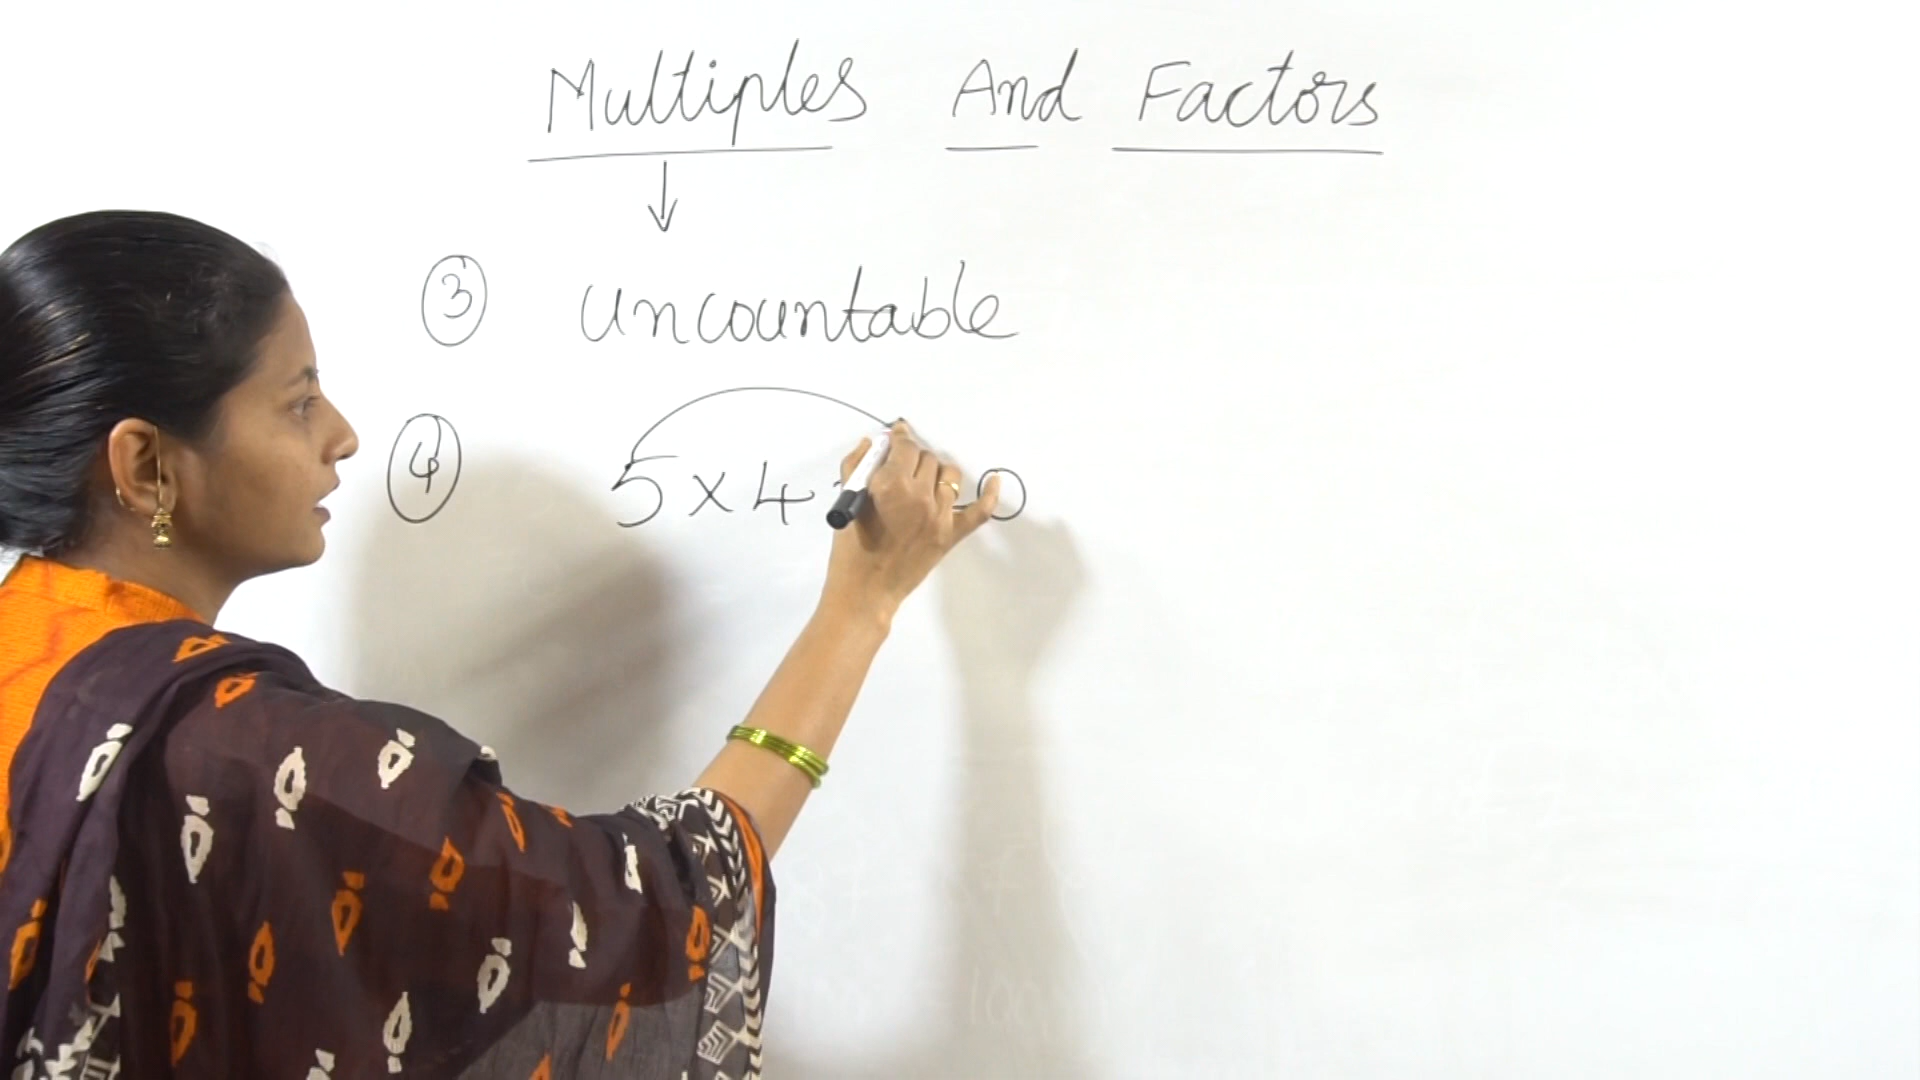 Multiples And Factors
③ Uncountable
④ 5 x 4